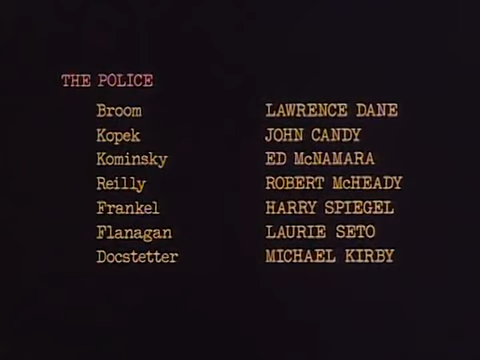 THE POLICE
Broom LAWRENCE DANE
Kopek JOHN CANDY
Kominsky ED McNAMARA
Reilly ROBERT McHEADY
Frankel HARRY SPIEGEL
Flanagan LAURIE SETO
Docstetter MICHAEL KIRBY